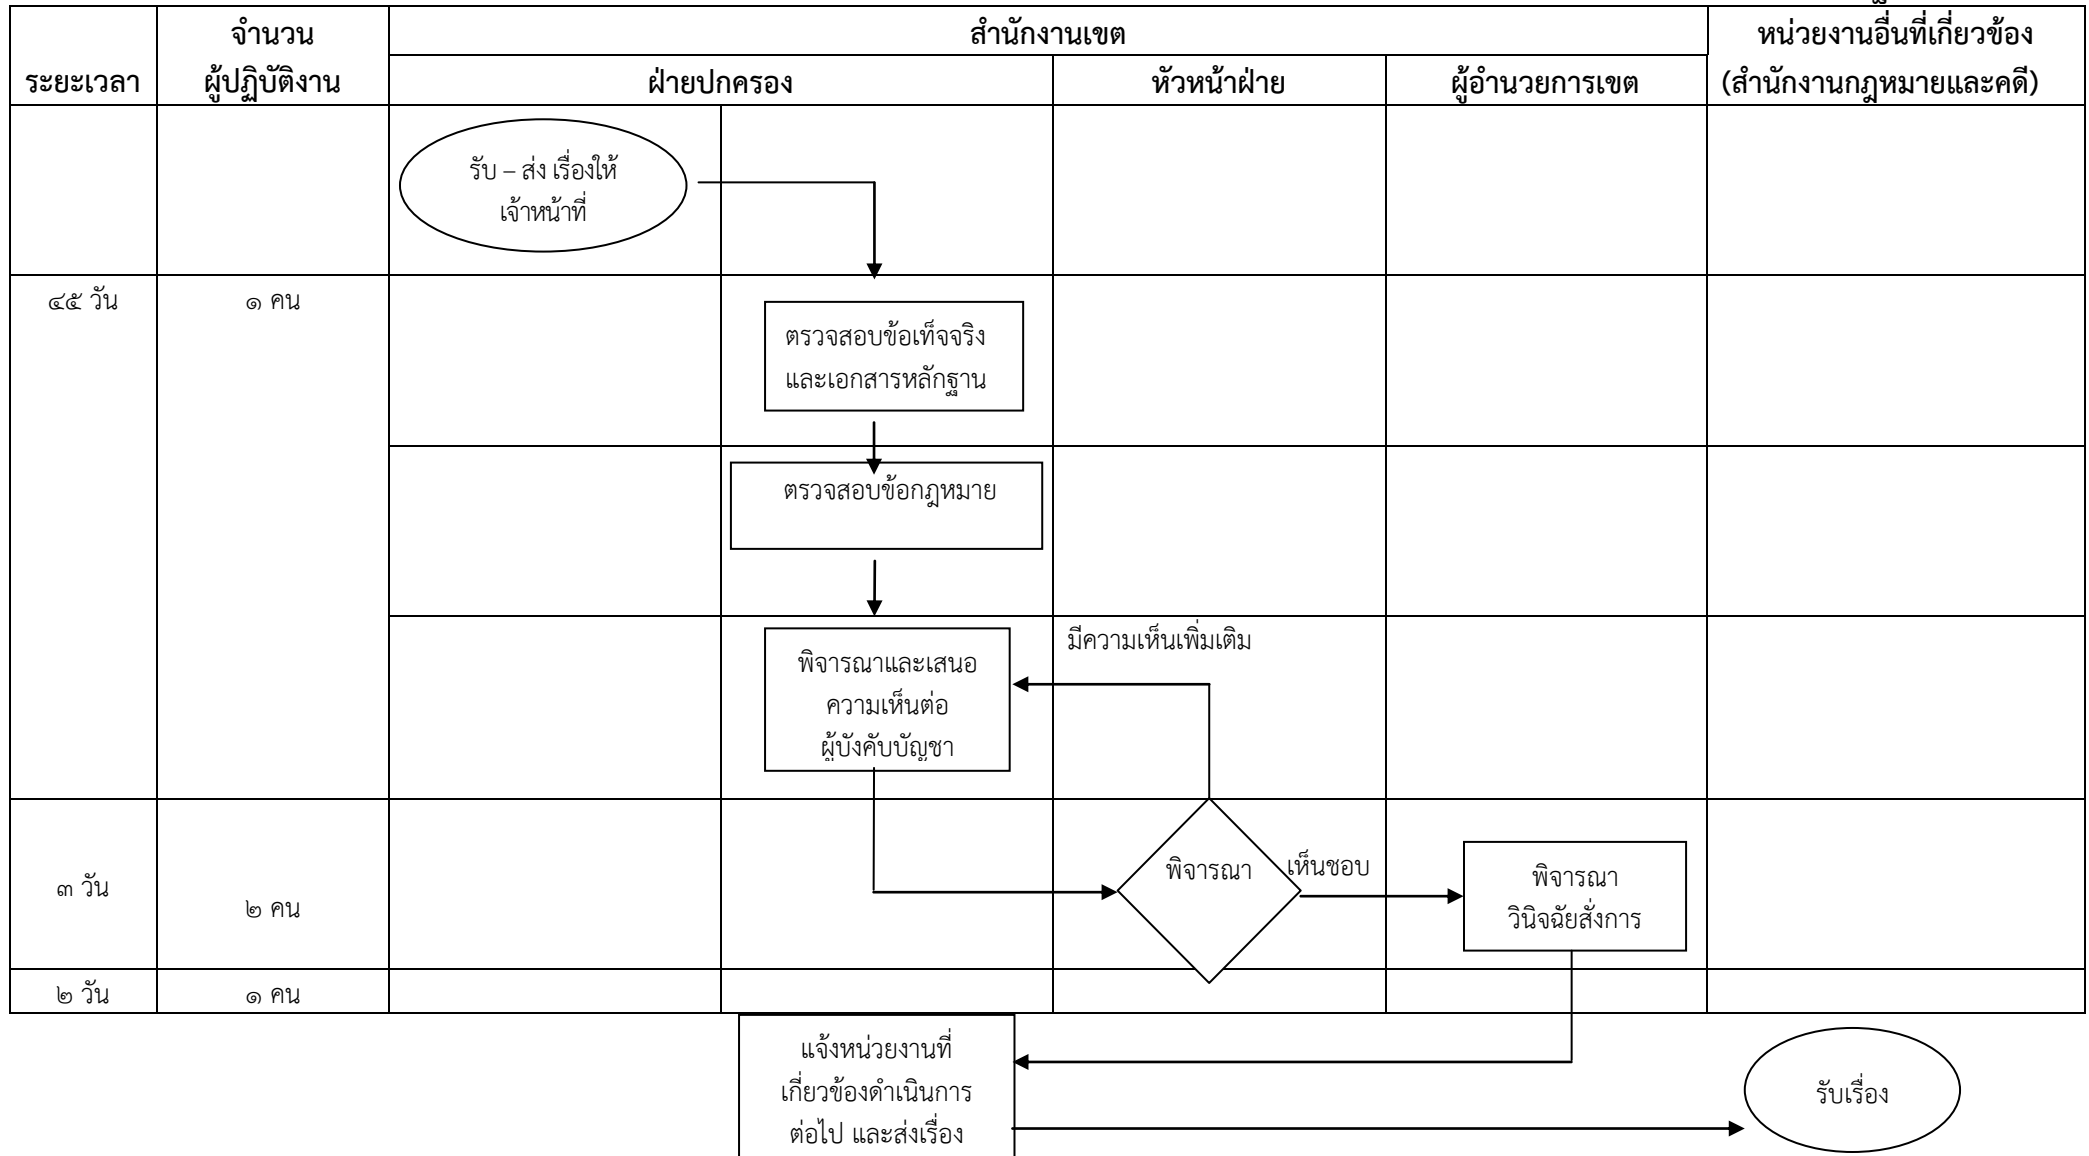 จำนวน
สำนักงานเขต
หน่วยงานอื่นที่เกี่ยวข้อง
ระยะเวลา
ผู้ปฏิบัติงาน
ฝ่ายปกครอง
หัวหน้าฝ่าย
ผู้อำนวยการเขต
(สำนักงานกฎหมายและคดี)
รับ – ส่ง เรื่องให้
เจ้าหน้าที่
๔๕ วัน
๑ คน
ตรวจสอบข้อเท็จจริง
และเอกสารหลักฐาน
ตรวจสอบข้อกฎหมาย
มีความเห็นเพิ่มเติม
พิจารณาและเสนอ
ความเห็นต่อ
ผู้บังคับบัญชา
๓ วัน
๒ คน
พิจารณา
เห็นชอบ
พิจารณา
วินิจฉัยสั่งการ
๒ วัน
๑ คน
แจ้งหน่วยงานที่
เกี่ยวข้องดำเนินการ
ต่อไป และส่งเรื่อง
รับเรื่อง